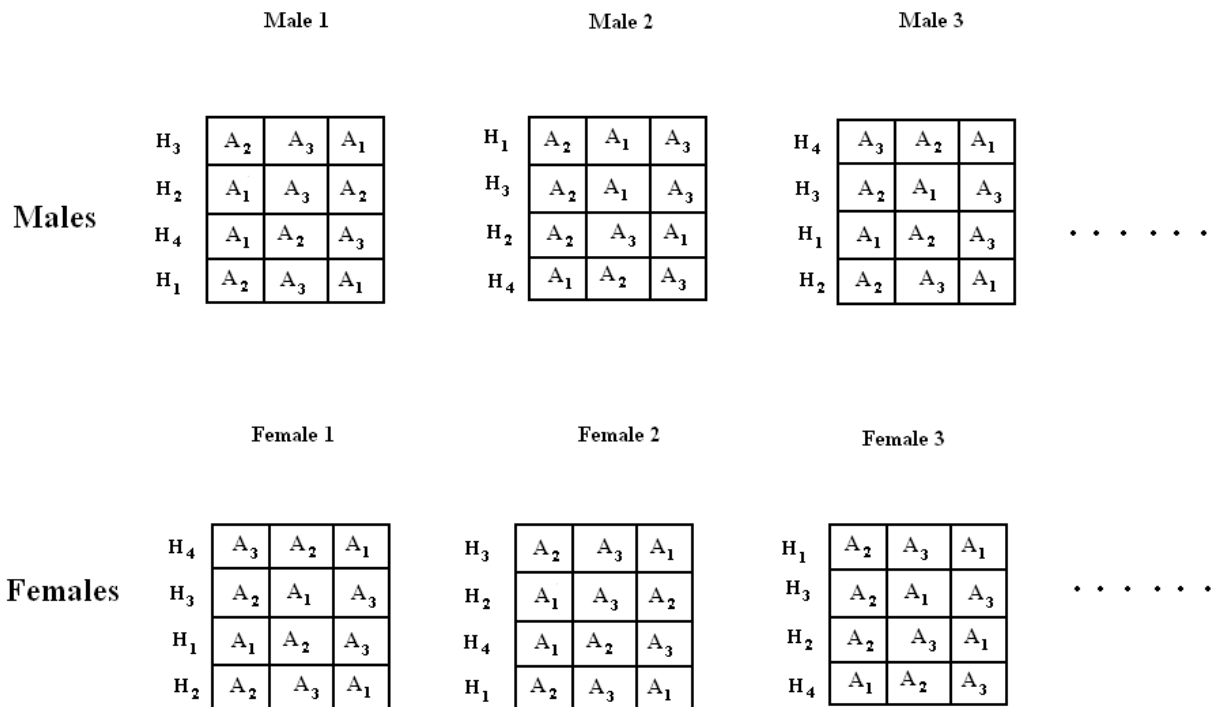 Male 1 Male 2 Male 3
H₃ A₂ A₃ A₁ H₁ A₂ A₁ A₃ H₄ A₃ A₂ A₁
H₂ A₁ A₃ A₂ H₃ A₂ A₁ A₃ H₃ A₂ A₁ A₃
Males H₄ A₁ A₂ A₃ H₂ A₂ A₃ A₁ H₁ A₁ A₂ A₃ . . . . . .
H₁ A₂ A₃ A₁ H₄ A₁ A₂ A₃ H₂ A₂ A₃ A₁
Female 1 Female 2 Female 3
H₄ A₃ A₂ A₁ H₃ A₂ A₃ A₁ H₁ A₂ A₃ A₁
Females H₃ A₂ A₁ A₃ H₂ A₁ A₃ A₂ H₃ A₂ A₁ A₃ . . . . . .
H₁ A₁ A₂ A₃ H₄ A₁ A₂ A₃ H₂ A₂ A₃ A₁
H₂ A₂ A₃ A₁ H₁ A₂ A₃ A₁ H₄ A₁ A₂ A₃